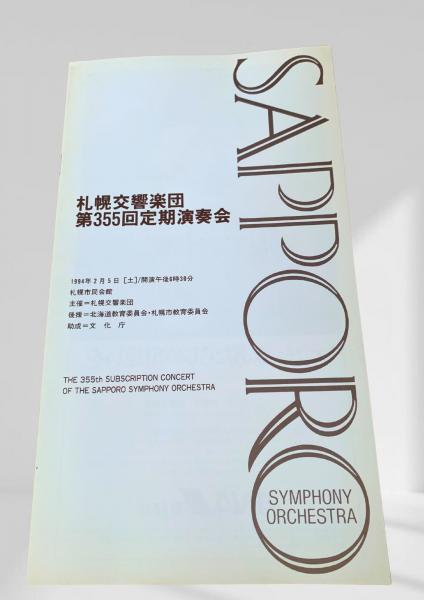 SAPPORO
札幌交響楽団
第355回定期演奏会
1994年2月5日 [土]/開演午後6時30分
札幌市民会館
主催=札幌交響楽団
後援=北海道教育委員会・札幌市教育委員会
助成=文 化 庁
THE 355th SUBSCRIPTION CONCERT
OF THE SAPPORO SYMPHONY ORCHESTRA
SYMPHONY
ORCHESTRA